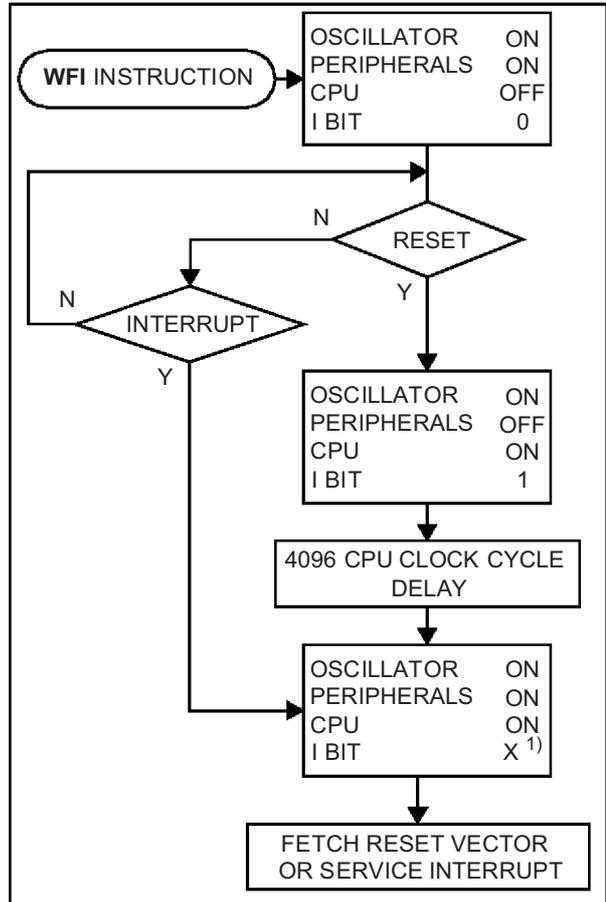 WFI INSTRUCTION
OSCILLATOR ON
PERIPHERALS ON
CPU OFF
I BIT 0
N
RESET
Y
N
INTERRUPT
Y
OSCILLATOR ON
PERIPHERALS OFF
CPU ON
I BIT 1
4096 CPU CLOCK CYCLE
DELAY
OSCILLATOR ON
PERIPHERALS ON
CPU ON
I BIT X 1)
FETCH RESET VECTOR
OR SERVICE INTERRUPT